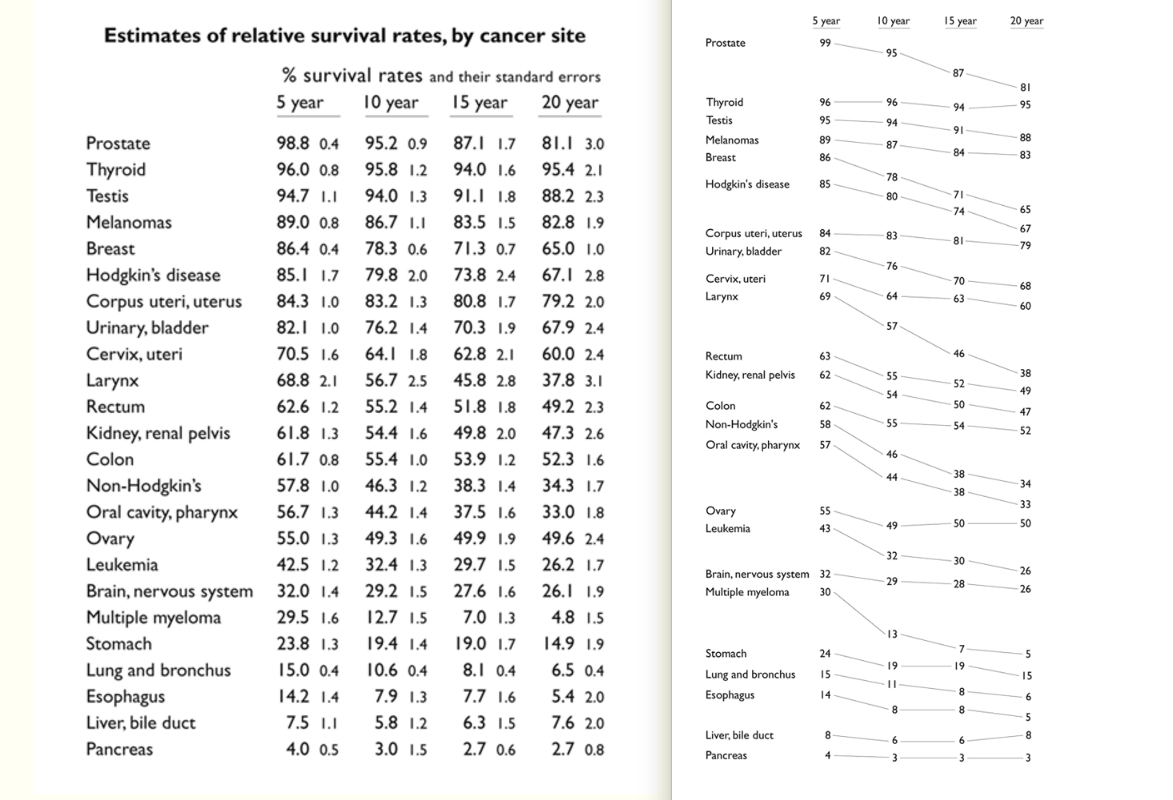 Estimates of relative survival rates, by cancer site
% survival rates and their standard errors
5 year 10 year 15 year 20 year
Prostate 98.8 0.4 95.2 0.9 87.1 1.7 81.1 3.0
Thyroid 96.0 0.8 95.8 1.2 94.0 1.6 95.4 2.1
Testis 94.7 1.1 94.0 1.3 91.1 1.8 88.2 2.3
Melanomas 89.0 0.8 86.7 1.1 83.5 1.5 82.8 1.9
Breast 86.4 0.4 78.3 0.6 71.3 0.7 65.0 1.0
Hodgkin's disease 85.1 1.7 79.8 2.0 73.8 2.4 67.1 2.8
Corpus uteri, uterus 84.3 1.0 83.2 1.3 80.8 1.7 79.2 2.0
Urinary, bladder 82.1 1.0 76.2 1.4 70.3 1.9 67.9 2.4
Cervix, uteri 70.5 1.6 64.1 1.8 62.8 2.1 60.0 2.4
Larynx 68.8 2.1 56.7 2.5 45.8 2.8 37.8 3.1
Rectum 62.6 1.2 55.2 1.4 51.8 1.8 49.2 2.3
Kidney, renal pelvis 61.8 1.3 54.4 1.6 49.8 2.0 47.3 2.6
Colon 61.7 0.8 55.4 1.0 53.9 1.2 52.3 1.6
Non-Hodgkin's 57.8 1.0 46.3 1.2 38.3 1.4 34.3 1.7
Oral cavity, pharynx 56.7 1.3 44.2 1.4 37.5 1.6 33.0 1.8
Ovary 55.0 1.3 49.3 1.6 49.9 1.9 49.6 2.4
Leukemia 42.5 1.2 32.4 1.3 29.7 1.5 26.2 1.7
Brain, nervous system 32.0 1.4 29.2 1.5 27.6 1.6 26.1 1.9
Multiple myeloma 29.5 1.6 12.7 1.5 7.0 1.3 4.8 1.5
Stomach 23.8 1.3 19.4 1.4 19.0 1.7 14.9 1.9
Lung and bronchus 15.0 0.4 10.6 0.4 8.1 0.4 6.5 0.4
Esophagus 14.2 1.4 7.9 1.3 7.7 1.6 5.4 2.0
Liver, bile duct 7.5 1.1 5.8 1.2 6.3 1.5 7.6 2.0
Pancreas 4.0 0.5 3.0 1.5 2.7 0.6 2.7 0.8
5 year 10 year 15 year 20 year
Prostate 99 95 87 81
Thyroid 96 96 94 95
Testis 95 94 91 88
Melanomas 89 87 84 83
Breast 86 78 71 65
Hodgkin's disease 85 80 74 67
Corpus uteri, uterus 84 83 81 79
Urinary, bladder 82 76 70 68
Cervix, uteri 71 64 63 60
Larynx 69 57 46 38
Rectum 63 55 52 49
Kidney, renal pelvis 62 54 50 47
Colon 62 55 54 52
Non-Hodgkin's 58 46 38 34
Oral cavity, pharynx 57 44 38 33
Ovary 55 49 50 50
Leukemia 43 32 30 26
Brain, nervous system 32 29 28 26
Multiple myeloma 30 13 7 5
Stomach 24 19 19 15
Lung and bronchus 15 11 8 6
Esophagus 14 8 8 5
Liver, bile duct 8 6 6 8
Pancreas 4 3 3 3